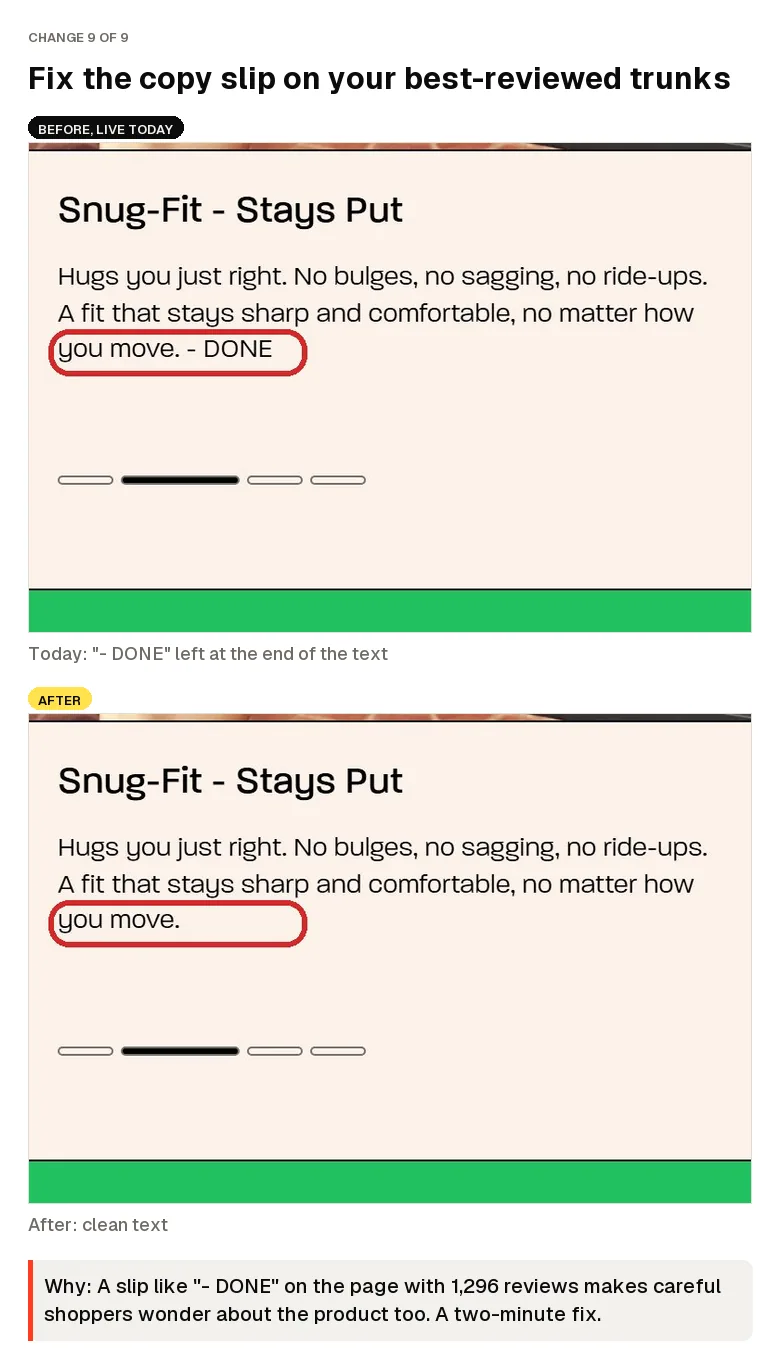 CHANGE 9 OF 9
Fix the copy slip on your best-reviewed trunks
BEFORE, LIVE TODAY
Snug-Fit - Stays Put
Hugs you just right. No bulges, no sagging, no ride-ups.
A fit that stays sharp and comfortable, no matter how
you move. - DONE
Today: "- DONE" left at the end of the text
AFTER
Snug-Fit - Stays Put
Hugs you just right. No bulges, no sagging, no ride-ups.
A fit that stays sharp and comfortable, no matter how
you move.
After: clean text
Why: A slip like "- DONE" on the page with 1,296 reviews makes careful
shoppers wonder about the product too. A two-minute fix.